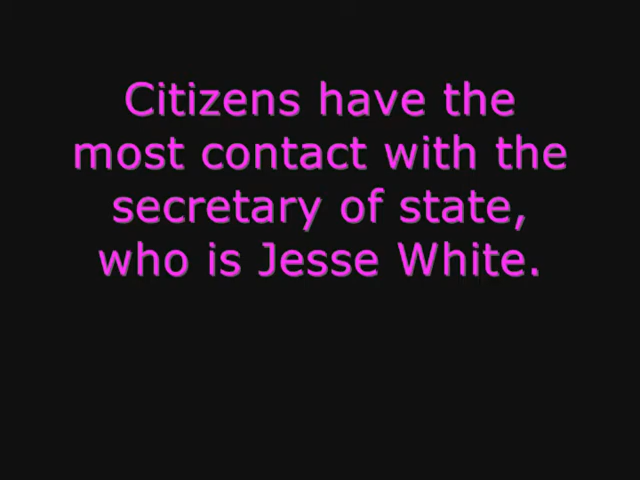 Citizens have the
most contact with the
secretary of state,
who is Jesse White.